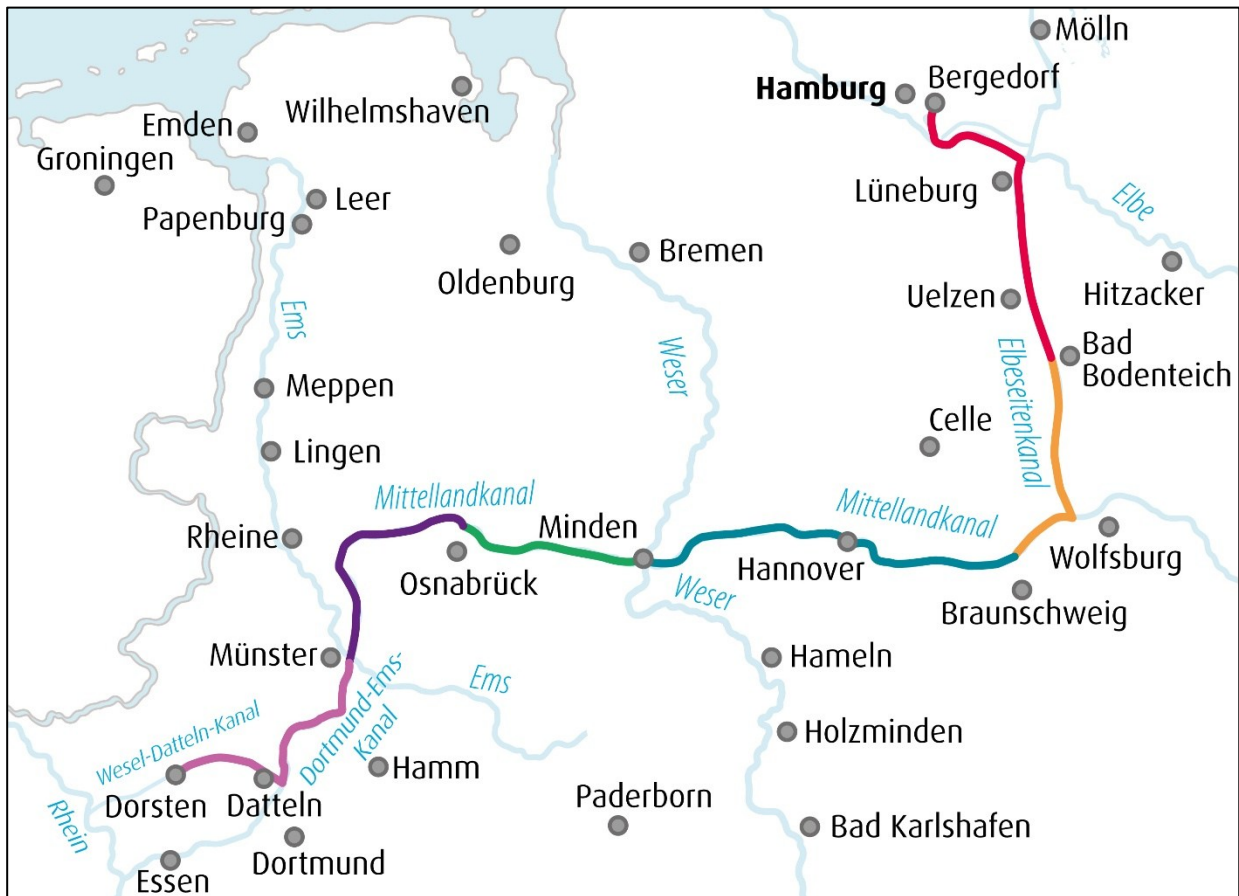 Mölln
Bergedorf
Hamburg
Wilhelmshaven
Emden
Groningen
Leer
Lüneburg
Papenburg
Elbe
Bremen
Oldenburg
Hitzacker
Uelzen
Ems
Weser
Bad
Bodenteich
Meppen
Elbeseitenkanal
Celle
Lingen
Mittellandkanal
Mittellandkanal
Minden
Rheine
Wolfsburg
Osnabrück
Hannover
Weser
Braunschweig
Münster
Hameln
Ems
Dortmund-Ems-
Kanal
Wesel-Datteln-Kanal
Holzminden
Hamm
Dorsten
Datteln
Paderborn
Rhein
Bad Karlshafen
Dortmund
Essen